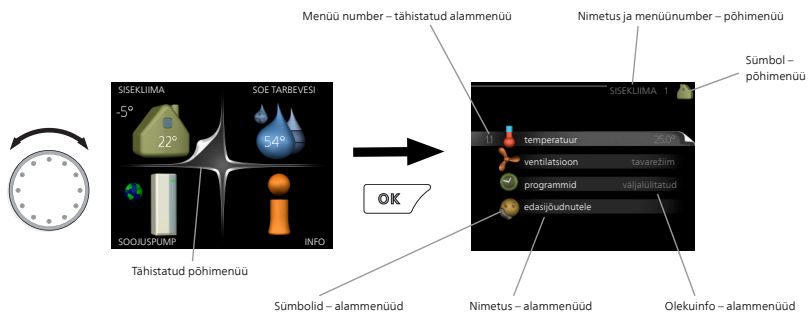 Menüü number – tähistatud alammenüü
Nimetus ja menüünumber – põhimenüü
Sümbol –
põhimenüü
SISEKLIIMA
SOE TARBEVESI
-5°
22°
54°
SOOJUSPUMP
INFO
Tähistatud põhimenüü
OK
SISEKLIIMA 1
1.1
temperatuur 25.0°
ventilatsioon tavarežiim
programmid väljalülitatud
edasijõudnutele
Sümbolid – alammenüüd
Nimetus – alammenüüd
Olekuinfo – alammenüüd